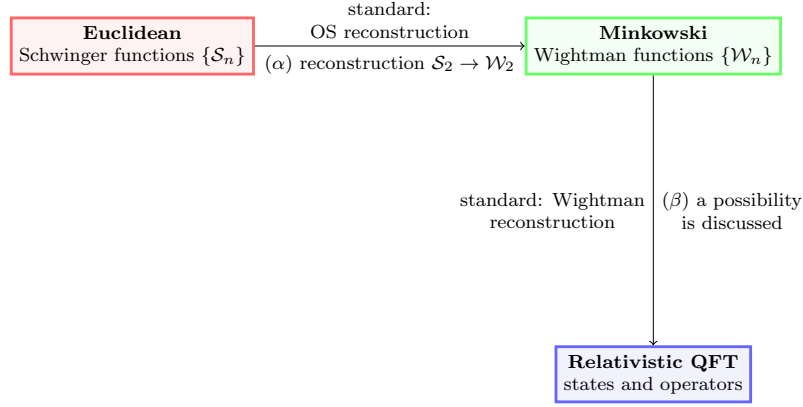 standard:
OS reconstruction
Euclidean
Schwinger functions {𝒮ₙ}
(α) reconstruction 𝒮₂ → 𝒲₂
Minkowski
Wightman functions {𝒲ₙ}
standard: Wightman
reconstruction
(β) a possibility
is discussed
Relativistic QFT
states and operators